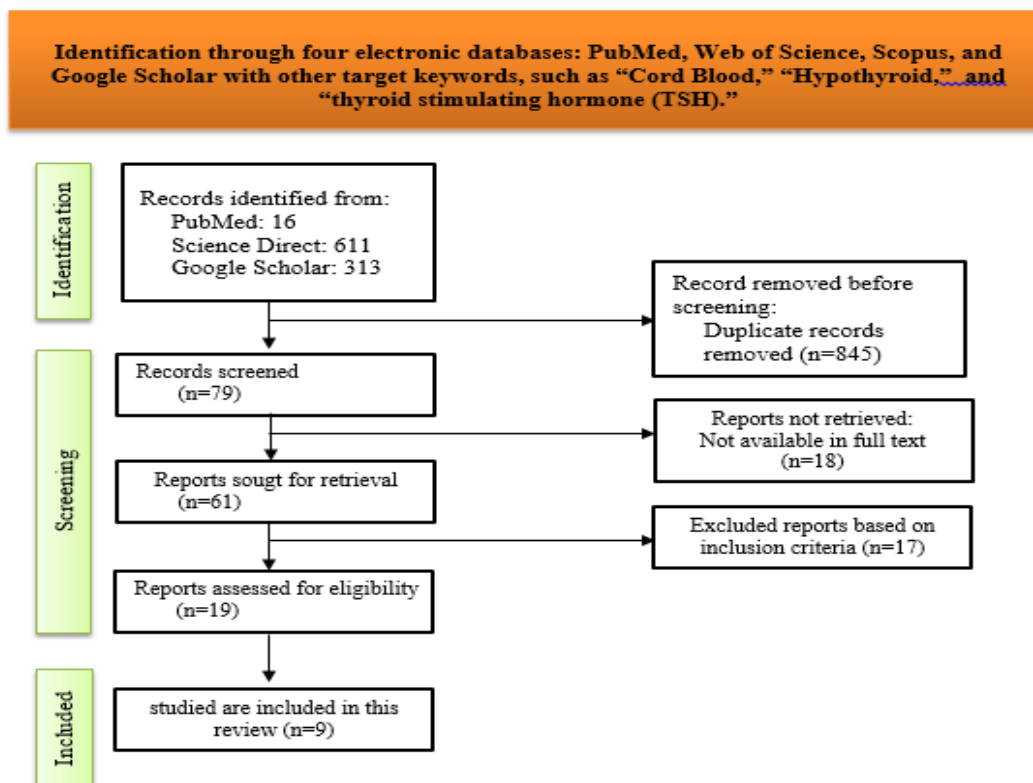 Identification through four electronic databases: PubMed, Web of Science, Scopus, and
Google Scholar with other target keywords, such as “Cord Blood,” “Hypothyroid,” and
“thyroid stimulating hormone (TSH).”
Identification
Records identified from:
PubMed: 16
Science Direct: 611
Google Scholar: 313
Record removed before
screening:
Duplicate records
removed (n=845)
Screening
Records screened
(n=79)
Reports not retrieved:
Not available in full text
(n=18)
Reports sougt for retrieval
(n=61)
Excluded reports based on
inclusion criteria (n=17)
Reports assessed for eligibility
(n=19)
Included
studied are included in this
review (n=9)